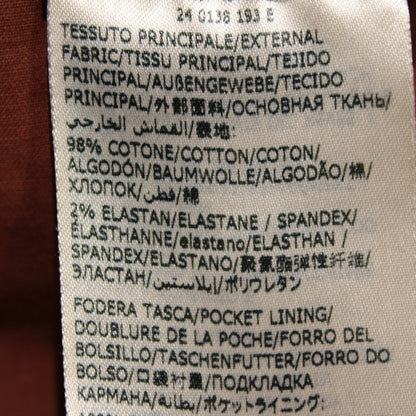 24 0138 193 E
TESSUTO PRINCIPALE/EXTERNAL
FABRIC/TISSU PRINCIPAL/TEJIDO
PRINCIPAL/AUßENGEWEBE/TECIDO
PRINCIPAL/外部面料/ОСНОВНАЯ ТКАНЬ/
القماش الخارجي/表地:
98% COTONE/COTTON/COTON/
ALGODÓN/BAUMWOLLE/ALGODÃO/棉/
ХЛОПОК/قطن/綿
2% ELASTAN/ELASTANE / SPANDEX/
ÉLASTHANNE/elastano/ELASTHAN /
SPANDEX/ELASTANO/聚氨酯弹性纤维/
ЭЛАСТАН/إيلاستين/ポリウレタン
FODERA TASCA/POCKET LINING/
DOUBLURE DE LA POCHE/FORRO DEL
BOLSILLO/TASCHENFUTTER/FORRO DO
BOLSO/口袋衬里/ПОДКЛАДКА
КАРМАНА/بطانة/ポケットライニング: